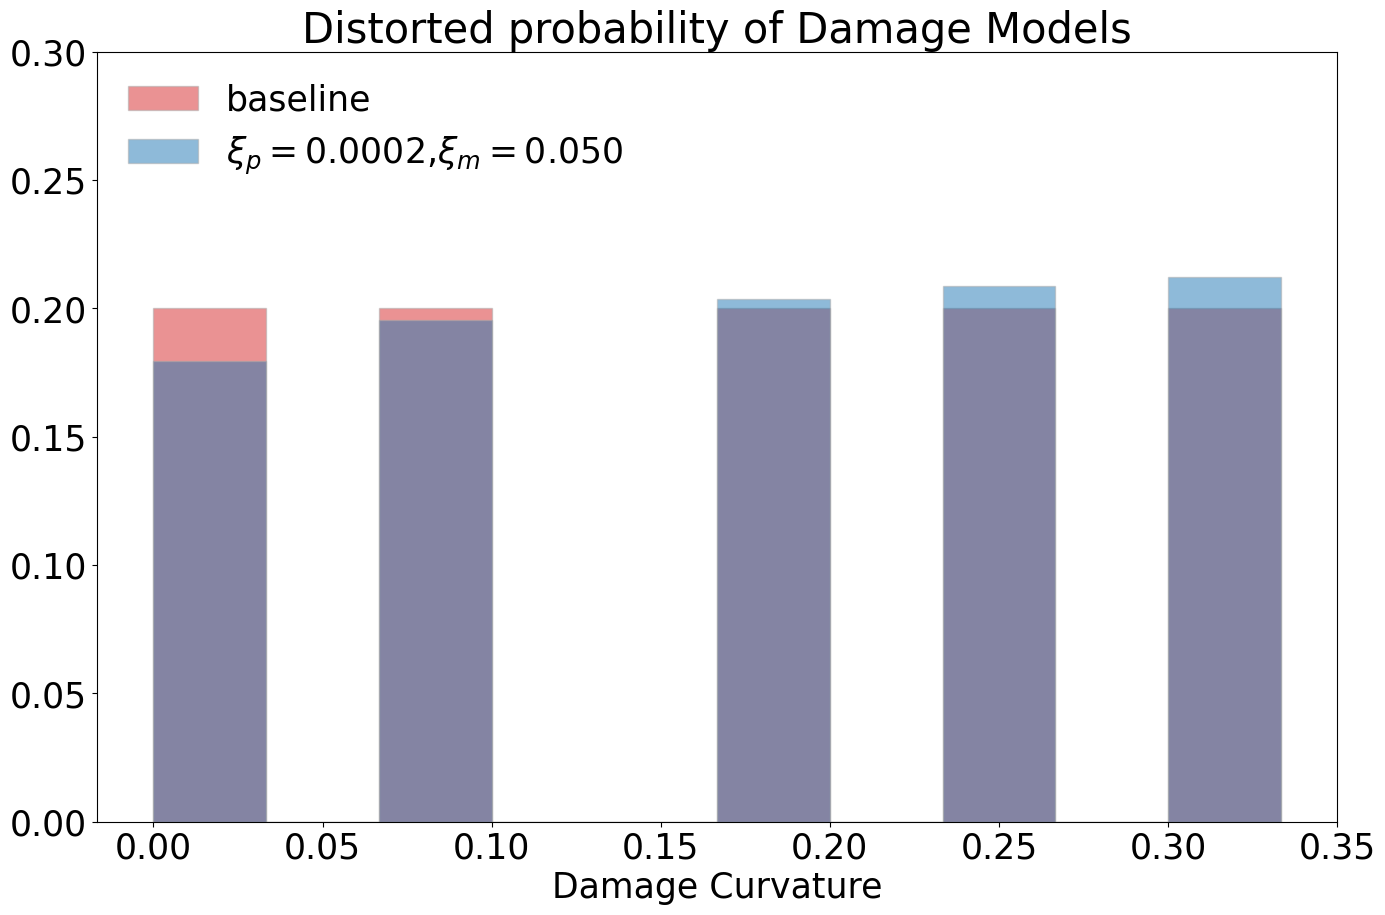 Distorted probability of Damage Models
0.30
0.25
0.20
0.15
0.10
0.05
0.00
baseline
ξₚ = 0.0002,ξₘ = 0.050
0.00 0.05 0.10 0.15 0.20 0.25 0.30 0.35
Damage Curvature